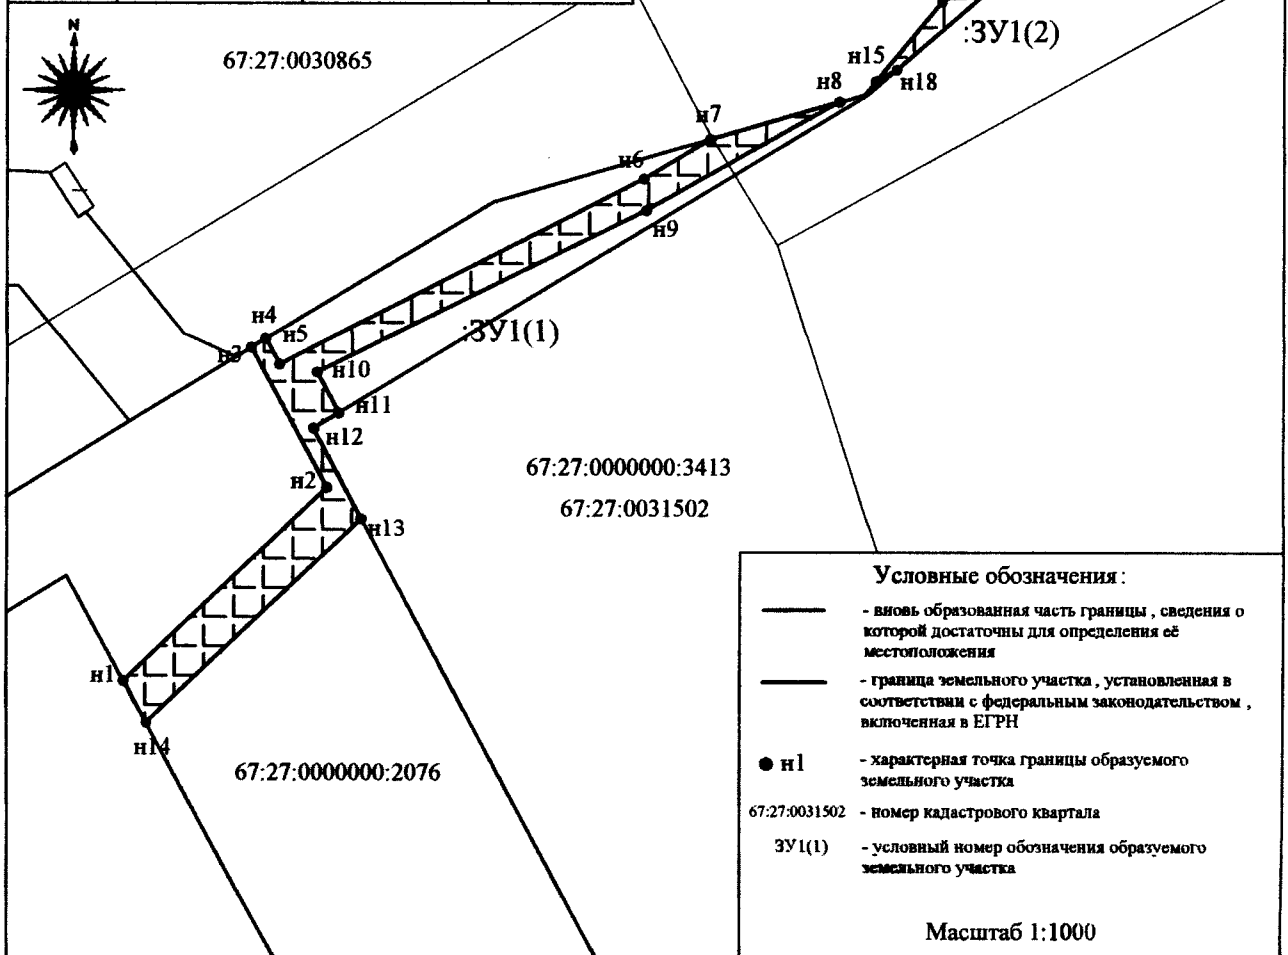 N
67:27:0030865
:ЗУ1(2)
н15
н18
н8
н7
н6
н9
н4
н5
н3
:ЗУ1(1)
н10
н11
н12
67:27:0000000:3413
н2
67:27:0031502
н13
н1
н14
67:27:0000000:2076
Условные обозначения:
- вновь образованная часть границы, сведения о
которой достаточны для определения её
местоположения
- граница земельного участка, установленная в
соответствии с федеральным законодательством,
включенная в ЕГРН
н1 - характерная точка границы образуемого
земельного участка
67:27:0031502 - номер кадастрового квартала
ЗУ1(1) - условный номер обозначения образуемого
земельного участка
Масштаб 1:1000